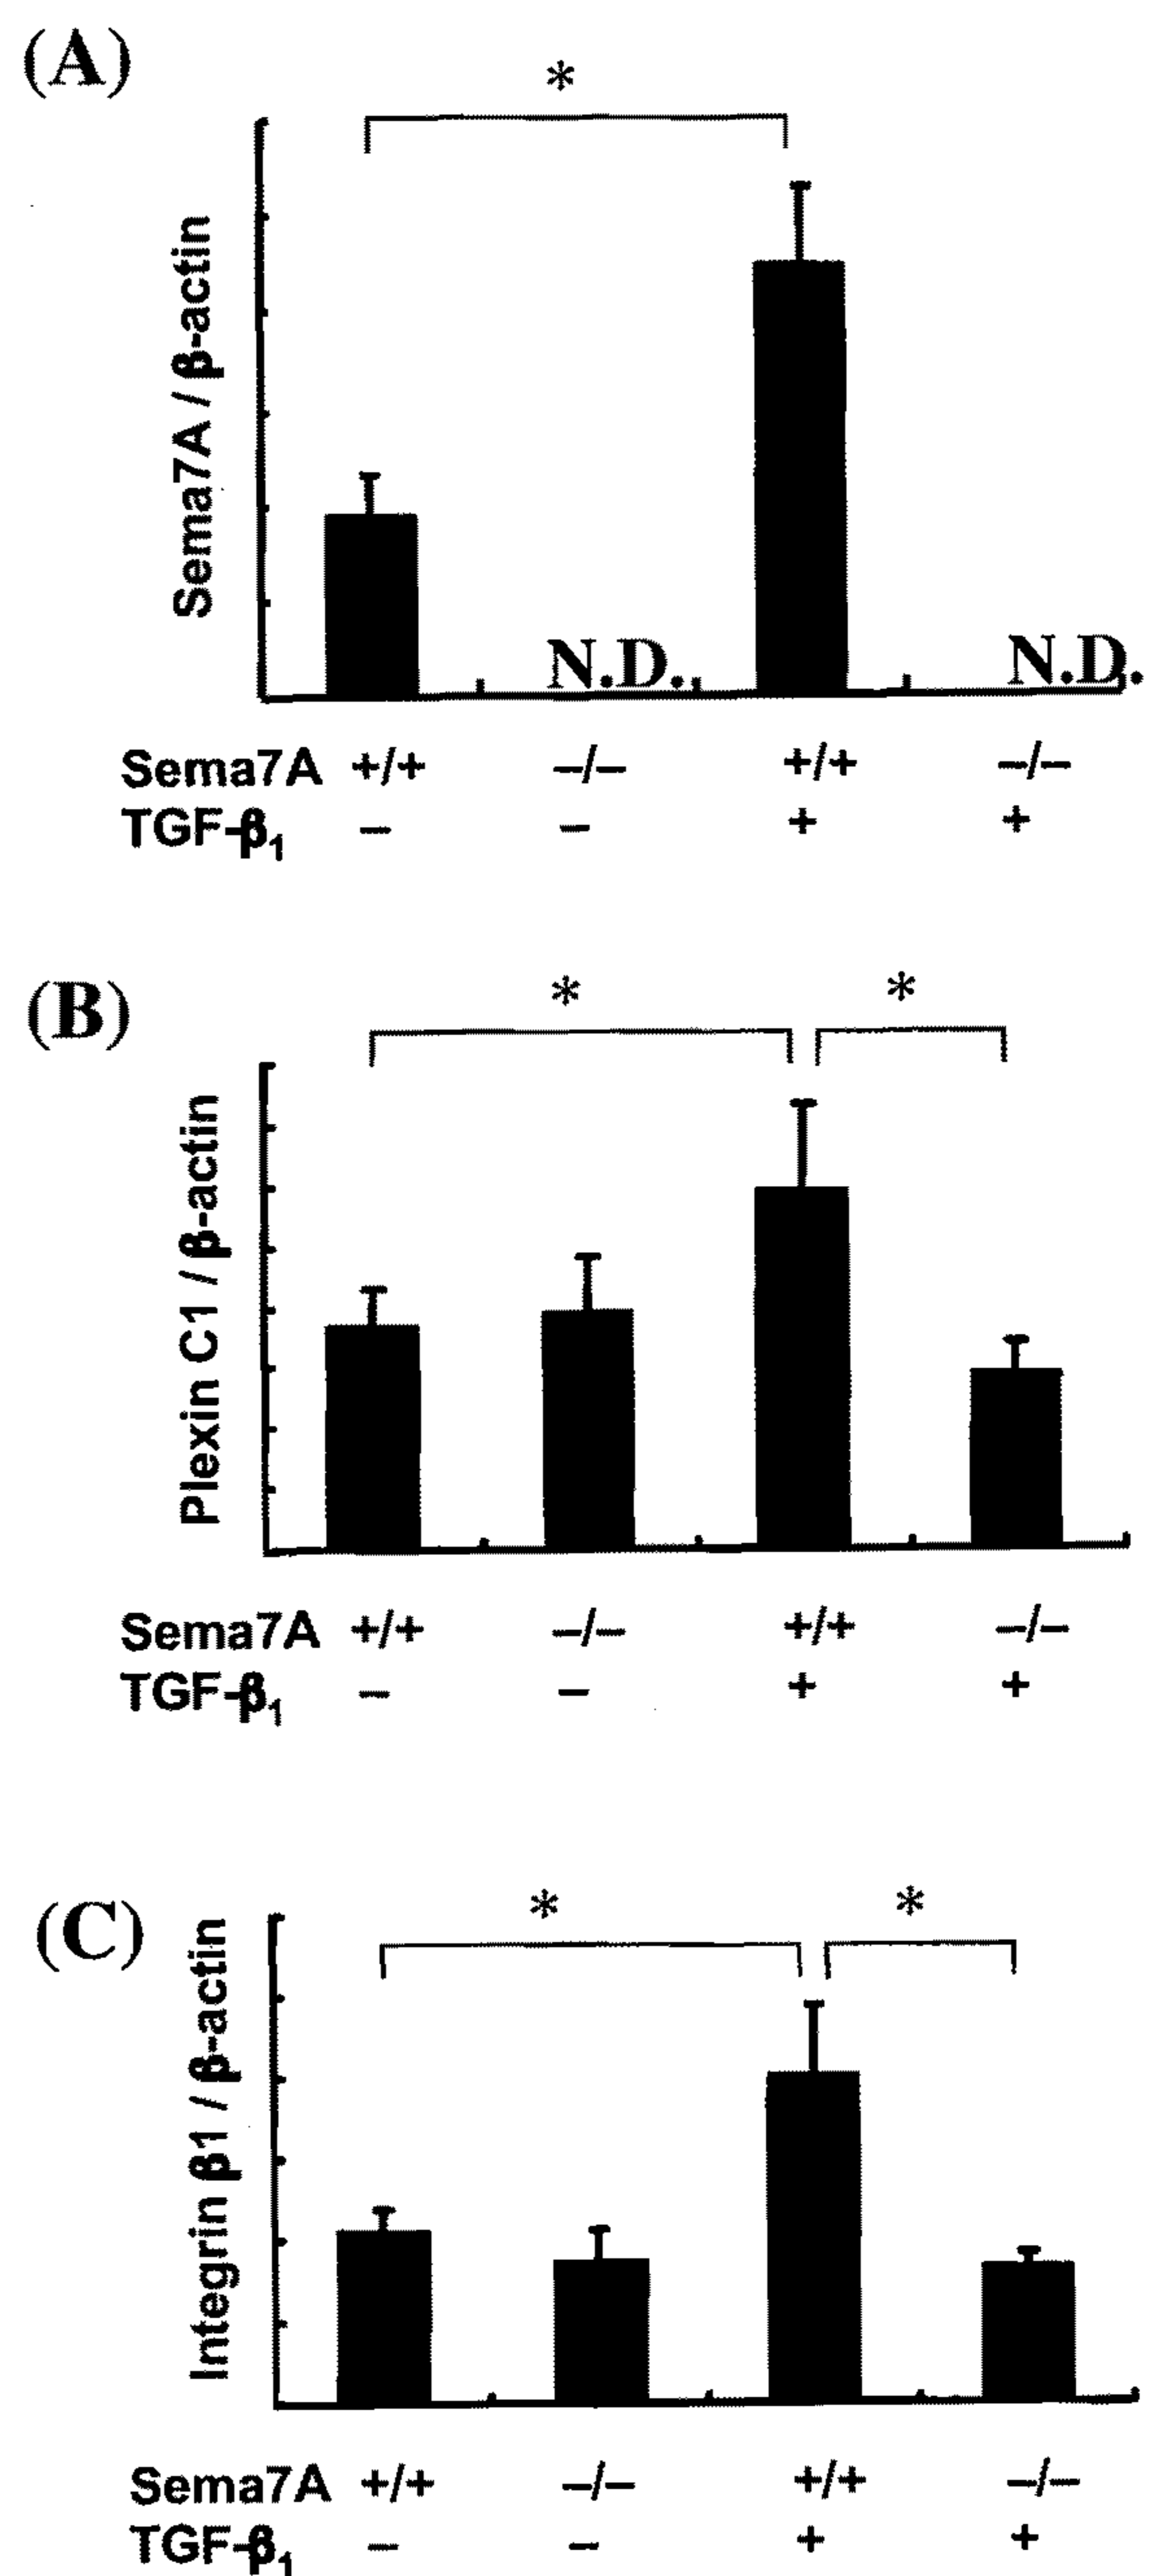 (A)
*
Sema7A / β-actin
N.D.
N.D.
Sema7A +/+ –/– +/+ –/–
TGF-β1 – – + +
(B)
* *
Plexin C1 / β-actin
Sema7A +/+ –/– +/+ –/–
TGF-β1 – – + +
(C)
* *
Integrin β1 / β-actin
Sema7A +/+ –/– +/+ –/–
TGF-β1 – – + +